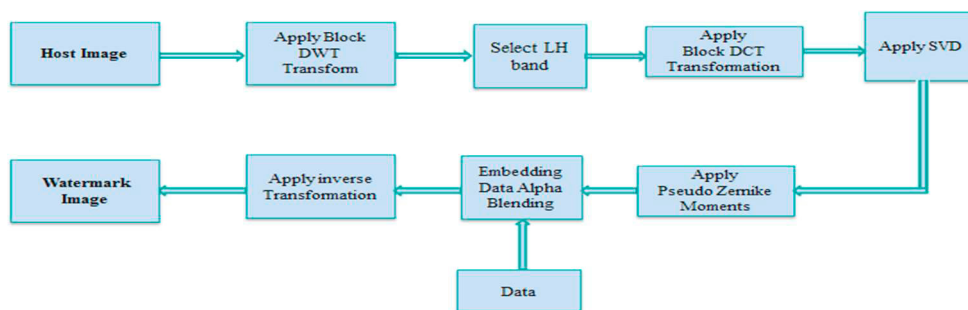 Host Image
Apply Block
DWT
Transform
Select LH
band
Apply
Block DCT
Transformation
Apply SVD
Watermark
Image
Apply inverse
Transformation
Embedding
Data Alpha
Blending
Apply
Pseudo Zernike
Moments
Data